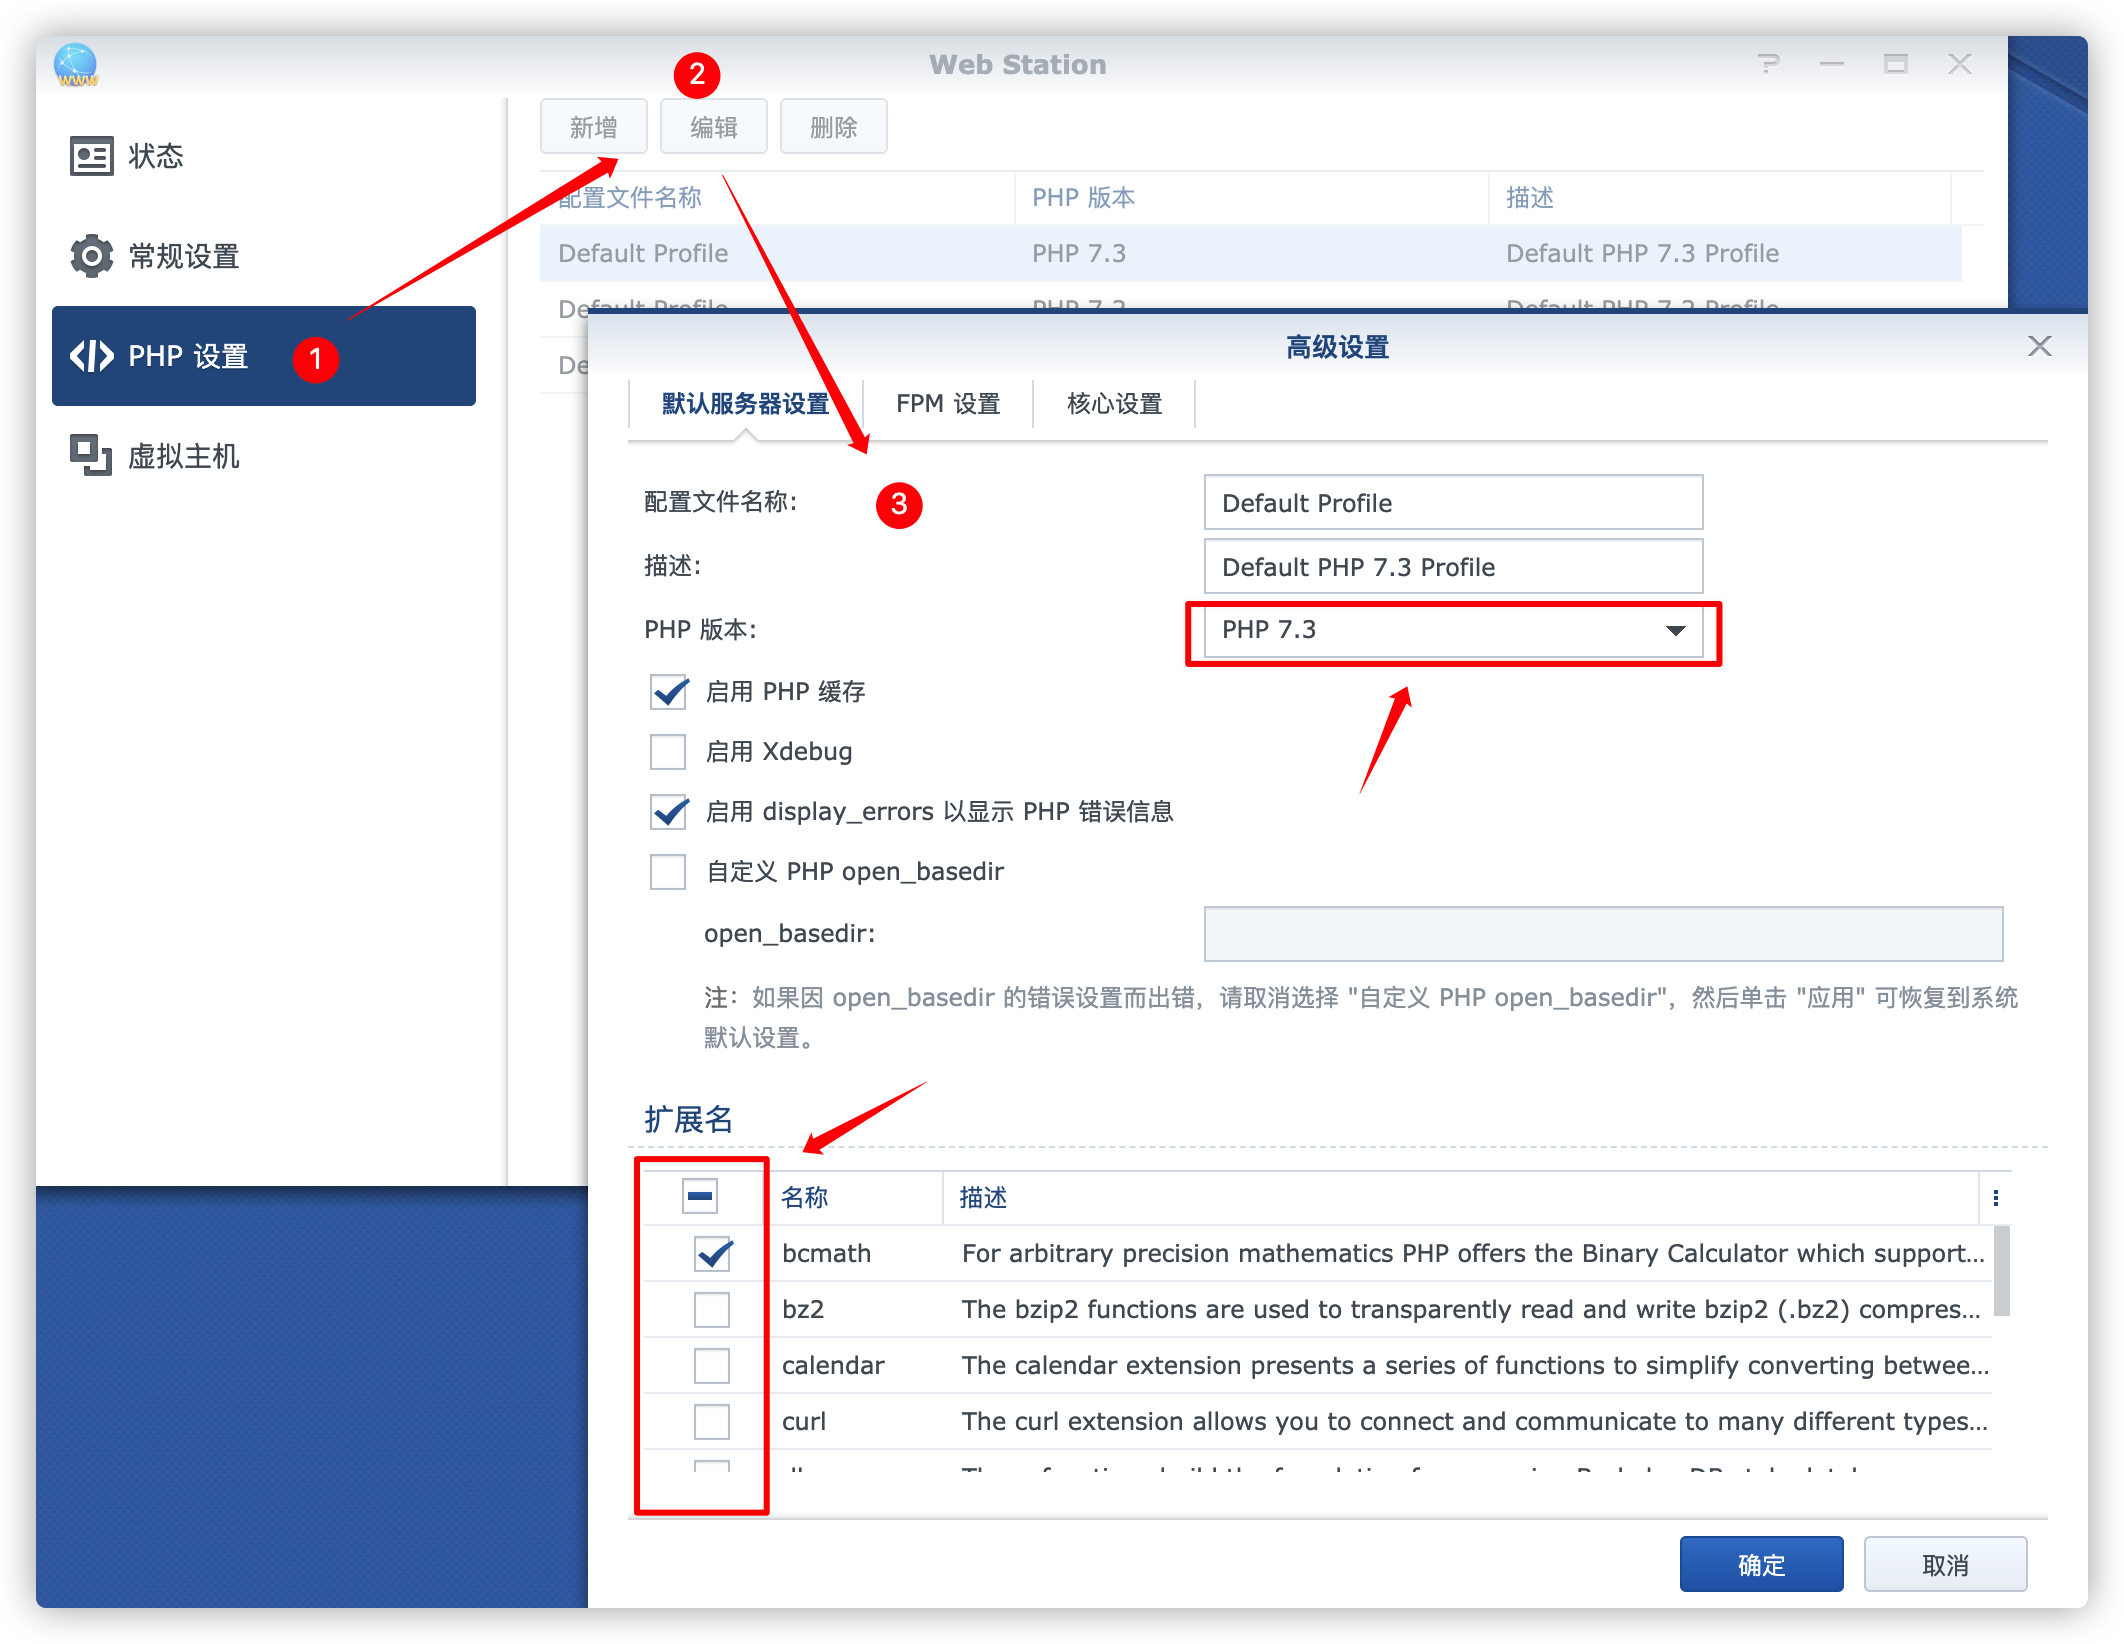 WWW
Web Station
?
状态
常规设置
PHP 设置
1
虚拟主机
2
新增
编辑
删除
配置文件名称
PHP 版本
描述
Default Profile
PHP 7.3
Default PHP 7.3 Profile
Default Profile
PHP 7.2
Default PHP 7.2 Profile
De
高级设置
默认服务器设置
FPM 设置
核心设置
3
配置文件名称:
Default Profile
描述:
Default PHP 7.3 Profile
PHP 版本:
PHP 7.3
启用 PHP 缓存
启用 Xdebug
启用 display_errors 以显示 PHP 错误信息
自定义 PHP open_basedir
open_basedir:
注：如果因 open_basedir 的错误设置而出错，请取消选择 "自定义 PHP open_basedir"，然后单击 "应用" 可恢复到系统
默认设置。
扩展名
名称
描述
bcmath
For arbitrary precision mathematics PHP offers the Binary Calculator which support...
bz2
The bzip2 functions are used to transparently read and write bzip2 (.bz2) compres...
calendar
The calendar extension presents a series of functions to simplify converting betwee...
curl
The curl extension allows you to connect and communicate to many different types...
确定
取消